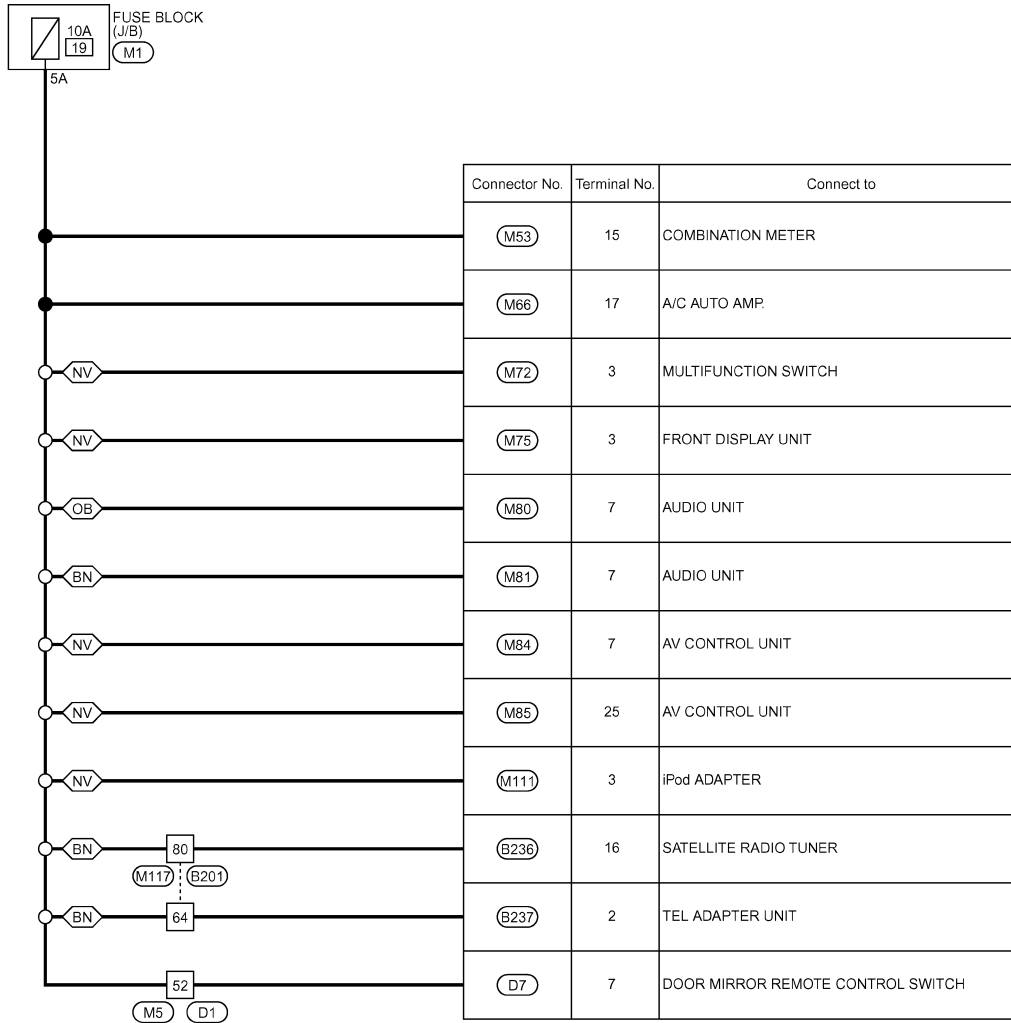 FUSE BLOCK
(J/B)
10A
19
M1
5A
Connector No. Terminal No. Connect to
M53 15 COMBINATION METER
M66 17 A/C AUTO AMP.
NV M72 3 MULTIFUNCTION SWITCH
NV M75 3 FRONT DISPLAY UNIT
OB M80 7 AUDIO UNIT
BN M81 7 AUDIO UNIT
NV M84 7 AV CONTROL UNIT
NV M85 25 AV CONTROL UNIT
NV M111 3 iPod ADAPTER
BN 80 B236 16 SATELLITE RADIO TUNER
M117 B201
BN 64 B237 2 TEL ADAPTER UNIT
52 D7 7 DOOR MIRROR REMOTE CONTROL SWITCH
M5 D1